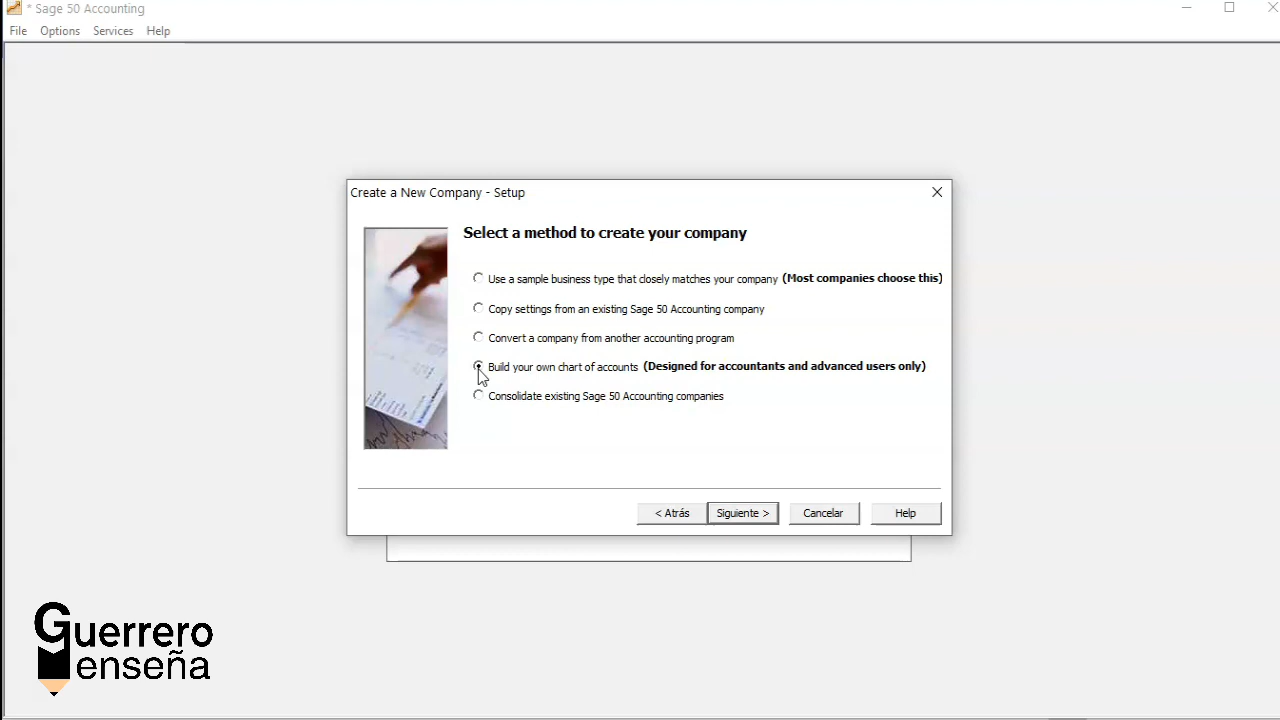 * Sage 50 Accounting
File Options Services Help
Create a New Company - Setup
Select a method to create your company
Use a sample business type that closely matches your company (Most companies choose this)
Copy settings from an existing Sage 50 Accounting company
Convert a company from another accounting program
Build your own chart of accounts (Designed for accountants and advanced users only)
Consolidate existing Sage 50 Accounting companies
< Atrás Siguiente > Cancelar Help
Guerrero
enseña